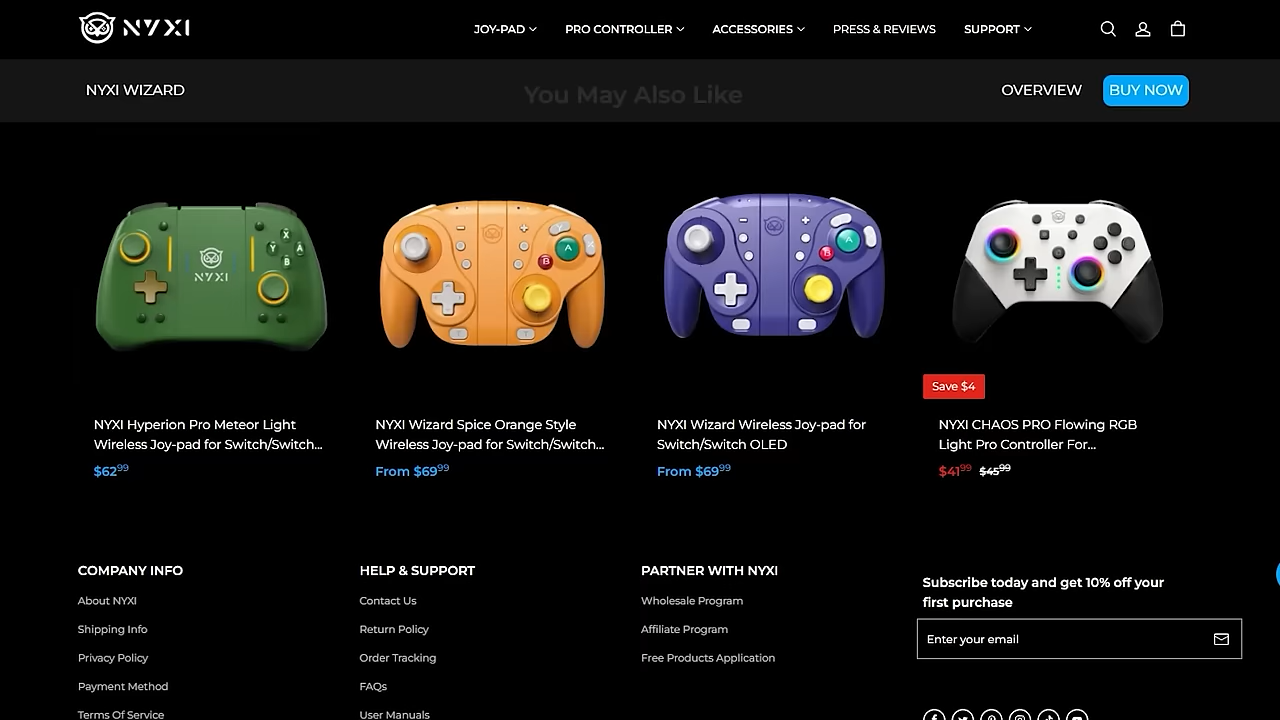 NYXI
JOY-PAD
PRO CONTROLLER
ACCESSORIES
PRESS & REVIEWS
SUPPORT
NYXI WIZARD
You May Also Like
OVERVIEW
BUY NOW
NYXI
X
Y
A
B
Y
X
A
B
A
B
Save $4
NYXI Hyperion Pro Meteor Light
Wireless Joy-pad for Switch/Switch...
$62.99
NYXI Wizard Spice Orange Style
Wireless Joy-pad for Switch/Switch...
From $69.99
NYXI Wizard Wireless Joy-pad for
Switch/Switch OLED
From $69.99
NYXI CHAOS PRO Flowing RGB
Light Pro Controller For...
$41.99 $45.99
COMPANY INFO
About NYXI
Shipping Info
Privacy Policy
Payment Method
Terms Of Service
HELP & SUPPORT
Contact Us
Return Policy
Order Tracking
FAQs
User Manuals
PARTNER WITH NYXI
Wholesale Program
Affiliate Program
Free Products Application
Subscribe today and get 10% off your
first purchase
Enter your email